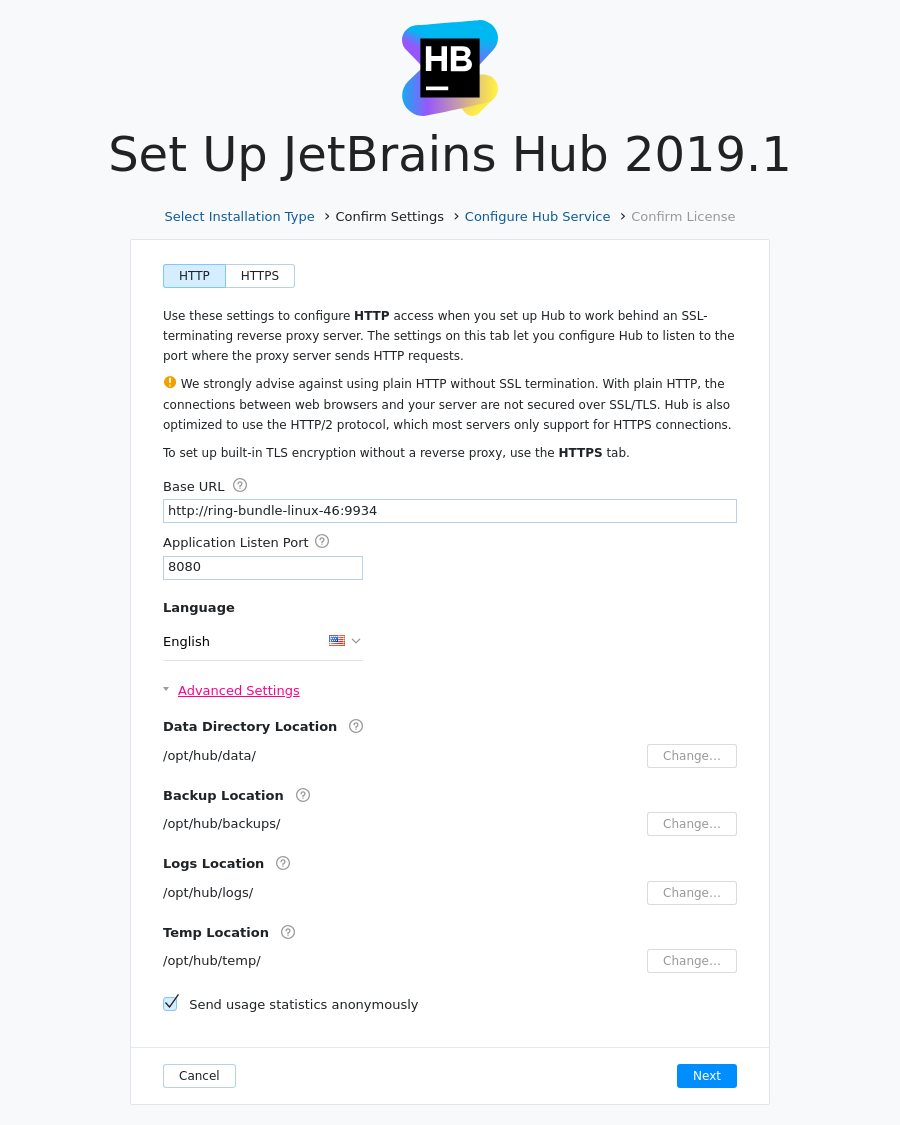 HB
Set Up JetBrains Hub 2019.1
Select Installation Type › Confirm Settings › Configure Hub Service › Confirm License
HTTP HTTPS
Use these settings to configure HTTP access when you set up Hub to work behind an SSL-
terminating reverse proxy server. The settings on this tab let you configure Hub to listen to the
port where the proxy server sends HTTP requests.
We strongly advise against using plain HTTP without SSL termination. With plain HTTP, the
connections between web browsers and your server are not secured over SSL/TLS. Hub is also
optimized to use the HTTP/2 protocol, which most servers only support for HTTPS connections.
To set up built-in TLS encryption without a reverse proxy, use the HTTPS tab.
Base URL ?
http://ring-bundle-linux-46:9934
Application Listen Port ?
8080
Language
English
Advanced Settings
Data Directory Location ?
/opt/hub/data/ Change...
Backup Location ?
/opt/hub/backups/ Change...
Logs Location ?
/opt/hub/logs/ Change...
Temp Location ?
/opt/hub/temp/ Change...
Send usage statistics anonymously
Cancel Next